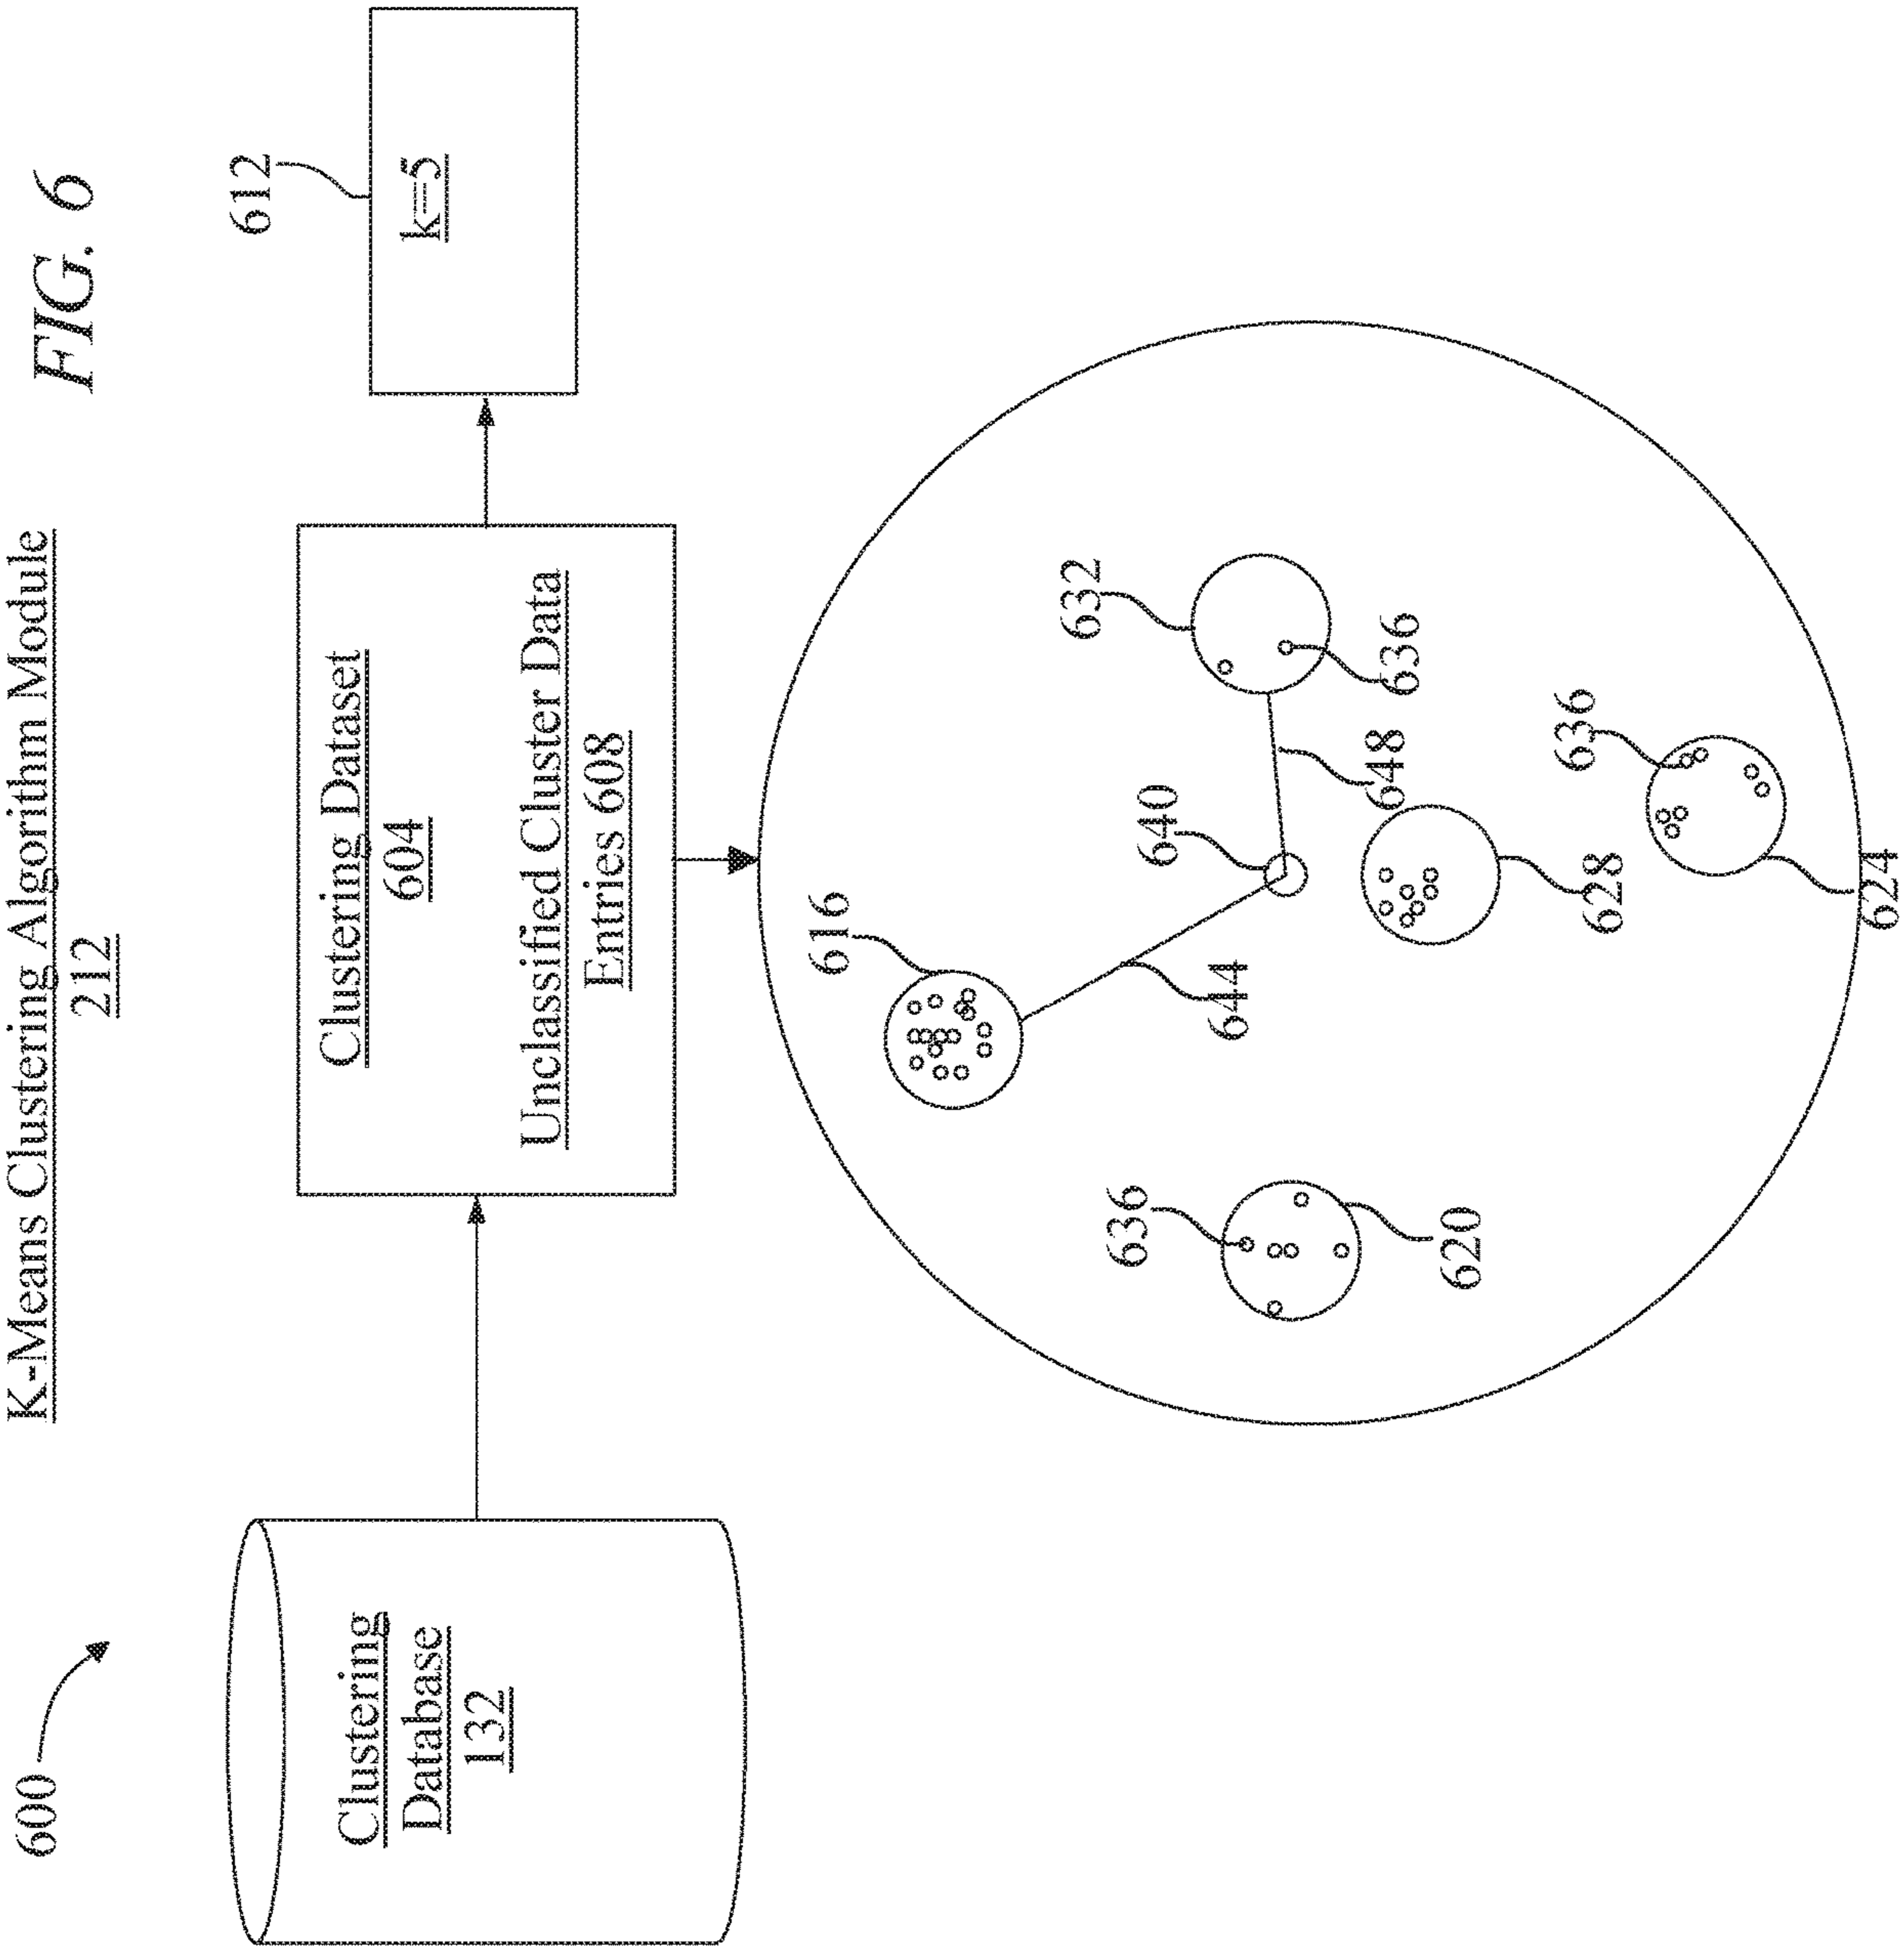 K-Means Clustering Algorithm Module
212
FIG. 6
600
612
Clustering
Database
132
Clustering Dataset
604
Unclassified Cluster Data
Entries 608
k=5
616
632
636
640
636
648
644
636
620
628
624